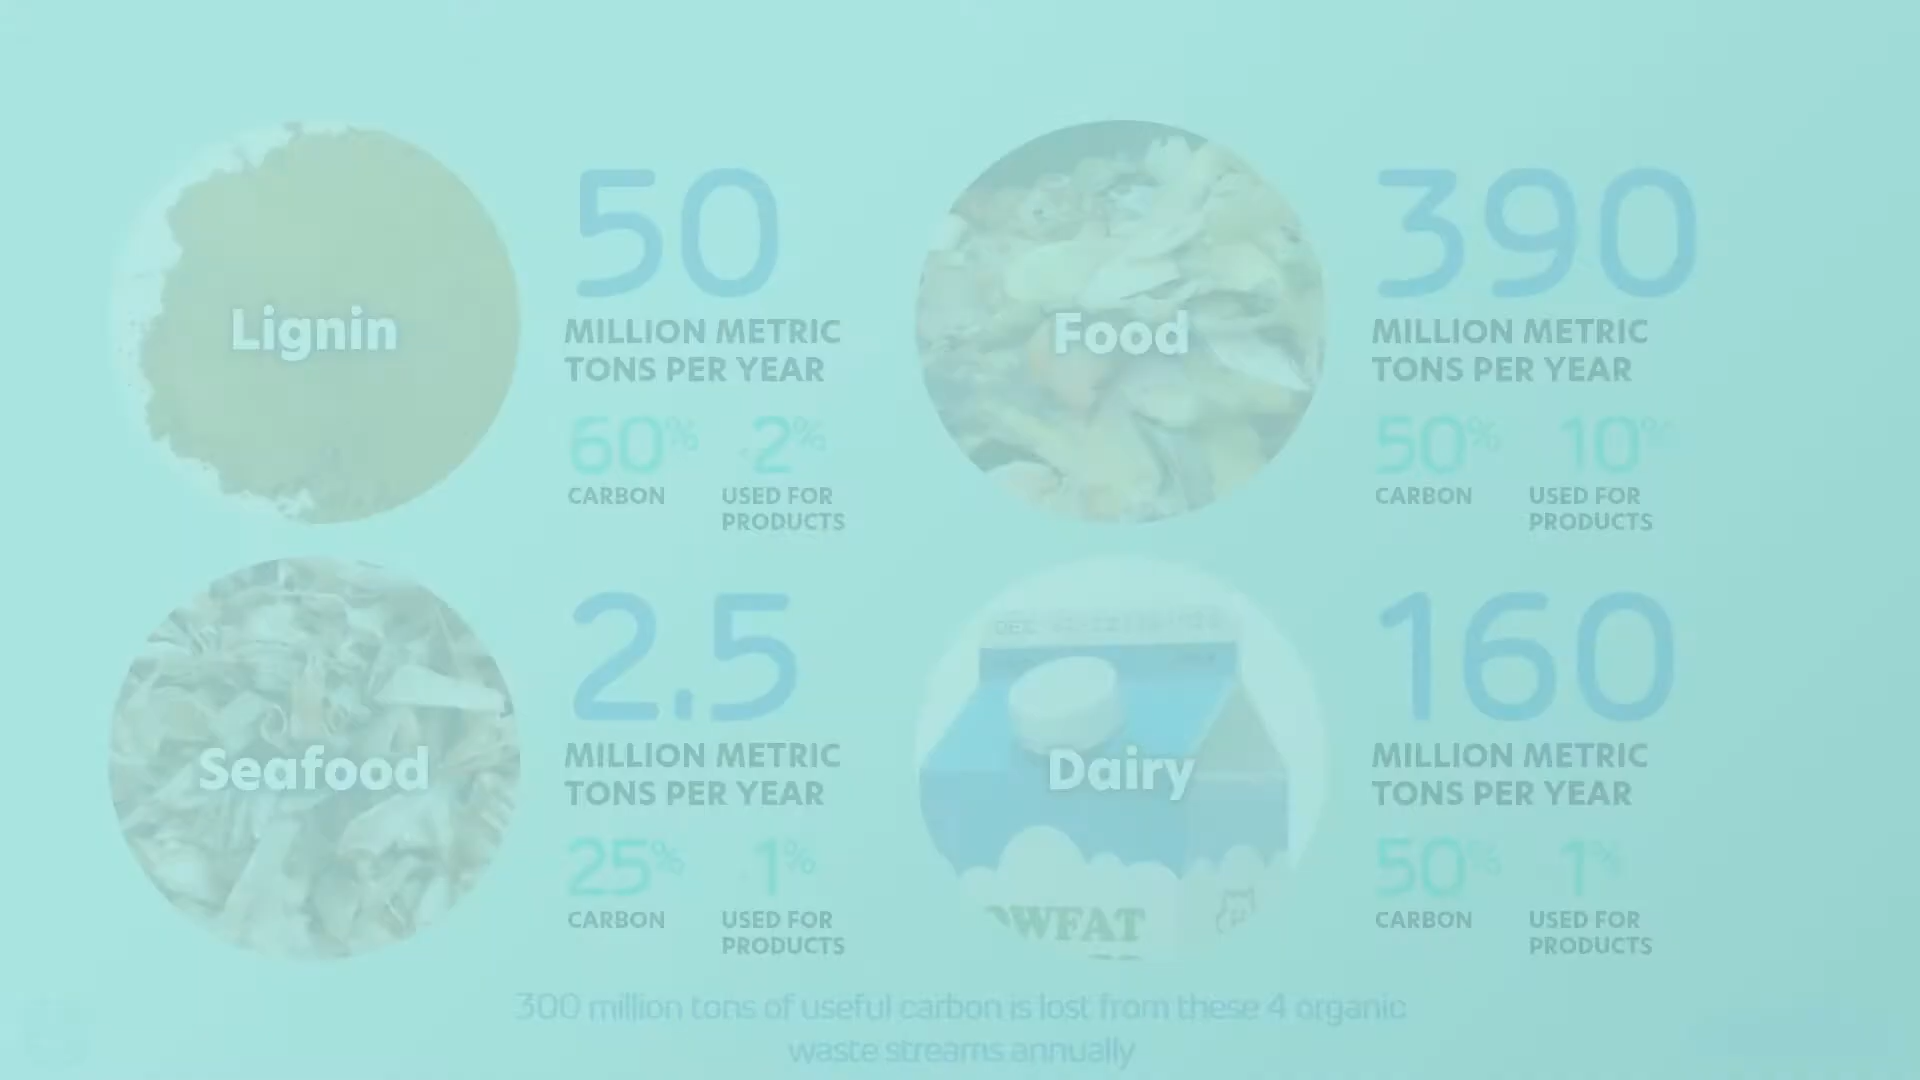 Lignin
50
MILLION METRIC
TONS PER YEAR
60% 2%
CARBON USED FOR
PRODUCTS
Food
390
MILLION METRIC
TONS PER YEAR
50% 10%
CARBON USED FOR
PRODUCTS
Seafood
2.5
MILLION METRIC
TONS PER YEAR
25% 1%
CARBON USED FOR
PRODUCTS
Dairy
WFAT
160
MILLION METRIC
TONS PER YEAR
50% 1%
CARBON USED FOR
PRODUCTS
300 million tons of useful carbon is lost from these 4 organic
waste streams annually